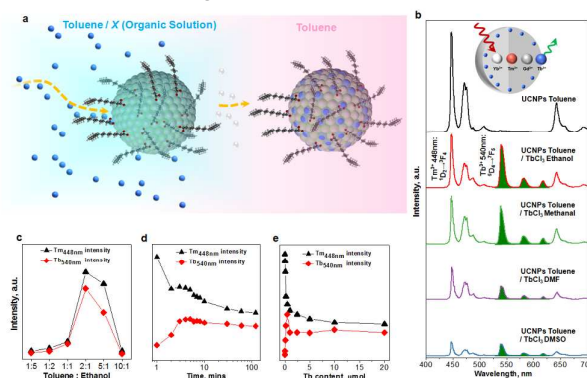 a
Toluene / X (Organic Solution)
Toluene
b
Yb³⁺
Tm³⁺
Gd³⁺
Tb³⁺
UCNPs Toluene
Tm³⁺ 448nm:
¹D₂→³F₄
Tb³⁺ 540nm:
⁵D₄→⁷F₅
UCNPs Toluene
/ TbCl₃ Ethanol
UCNPs Toluene
/ TbCl₃ Methanal
UCNPs Toluene
/ TbCl₃ DMF
UCNPs Toluene
/ TbCl₃ DMSO
Intensity, a.u.
400 500 600 700
Wavelength, nm
c
Tm448nm intensity
Tb540nm intensity
Intensity, a.u.
1:5 1:2 1:1 2:1 5:1 10:1
Toluene : Ethanol
d
Tm448nm intensity
Tb540nm intensity
1 10 100
Time, mins
e
Tm448nm intensity
Tb540nm intensity
0 5 10 15 20
Tb content, μmol